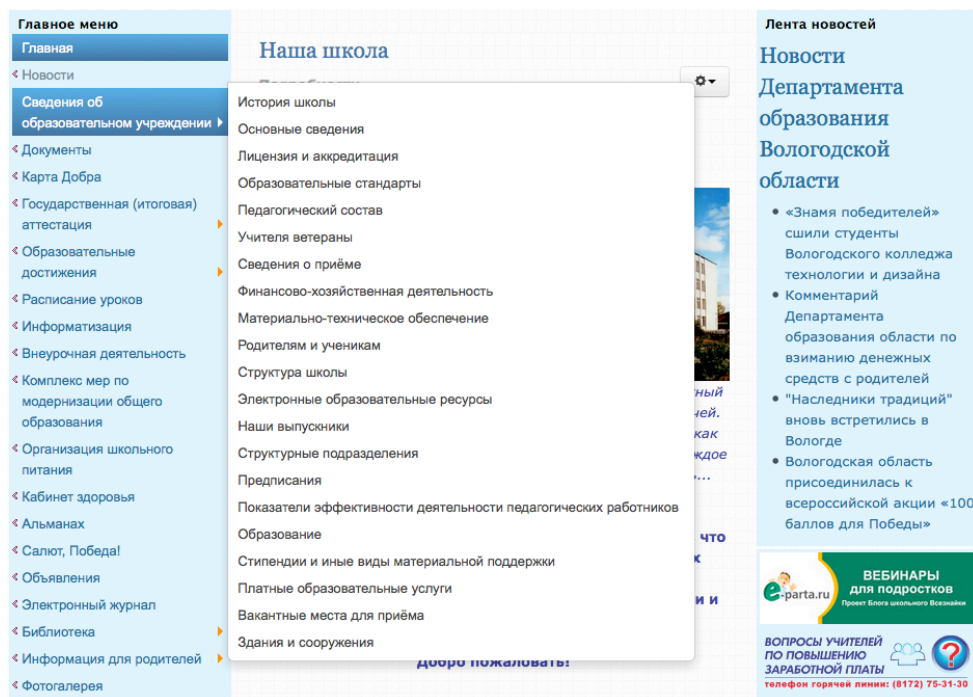 Главное меню
Главная
Новости
Сведения об
образовательном учреждении
Документы
Карта Добра
Государственная (итоговая)
аттестация
Образовательные
достижения
Расписание уроков
Информатизация
Внеурочная деятельность
Комплекс мер по
модернизации общего
образования
Организация школьного
питания
Кабинет здоровья
Альманах
Салют, Победа!
Объявления
Электронный журнал
Библиотека
Информация для родителей
Фотогалерея
Наша школа
История школы
Основные сведения
Лицензия и аккредитация
Образовательные стандарты
Педагогический состав
Учителя ветераны
Сведения о приёме
Финансово-хозяйственная деятельность
Материально-техническое обеспечение
Родителям и ученикам
Структура школы
Электронные образовательные ресурсы
Наши выпускники
Структурные подразделения
Предписания
Показатели эффективности деятельности педагогических работников
Образование
Стипендии и иные виды материальной поддержки
Платные образовательные услуги
Вакантные места для приёма
Здания и сооружения
как
что
и и
Добро пожаловать!
Лента новостей
Новости
Департамента
образования
Вологодской
области
«Знамя победителей»
сшили студенты
Вологодского колледжа
технологии и дизайна
Комментарий
Департамента
образования области по
взиманию денежных
средств с родителей
"Наследники традиций"
вновь встретились в
Вологде
Вологодская область
присоединилась к
всероссийской акции «100
баллов для Победы»
e-parta.ru
ВЕБИНАРЫ
для подростков
Проект Блога школьного Всезнайки
ВОПРОСЫ УЧИТЕЛЕЙ
ПО ПОВЫШЕНИЮ
ЗАРАБОТНОЙ ПЛАТЫ
?
телефон горячей линии: (8172) 75-31-30